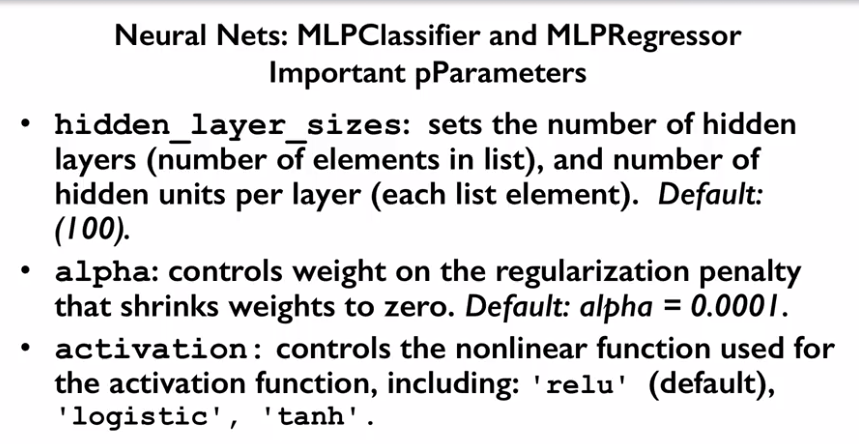 Neural Nets: MLPClassifier and MLPRegressor
Important pParameters
• hidden_layer_sizes: sets the number of hidden
layers (number of elements in list), and number of
hidden units per layer (each list element). Default:
(100).
• alpha: controls weight on the regularization penalty
that shrinks weights to zero. Default: alpha = 0.0001.
• activation: controls the nonlinear function used for
the activation function, including: 'relu' (default),
'logistic', 'tanh'.